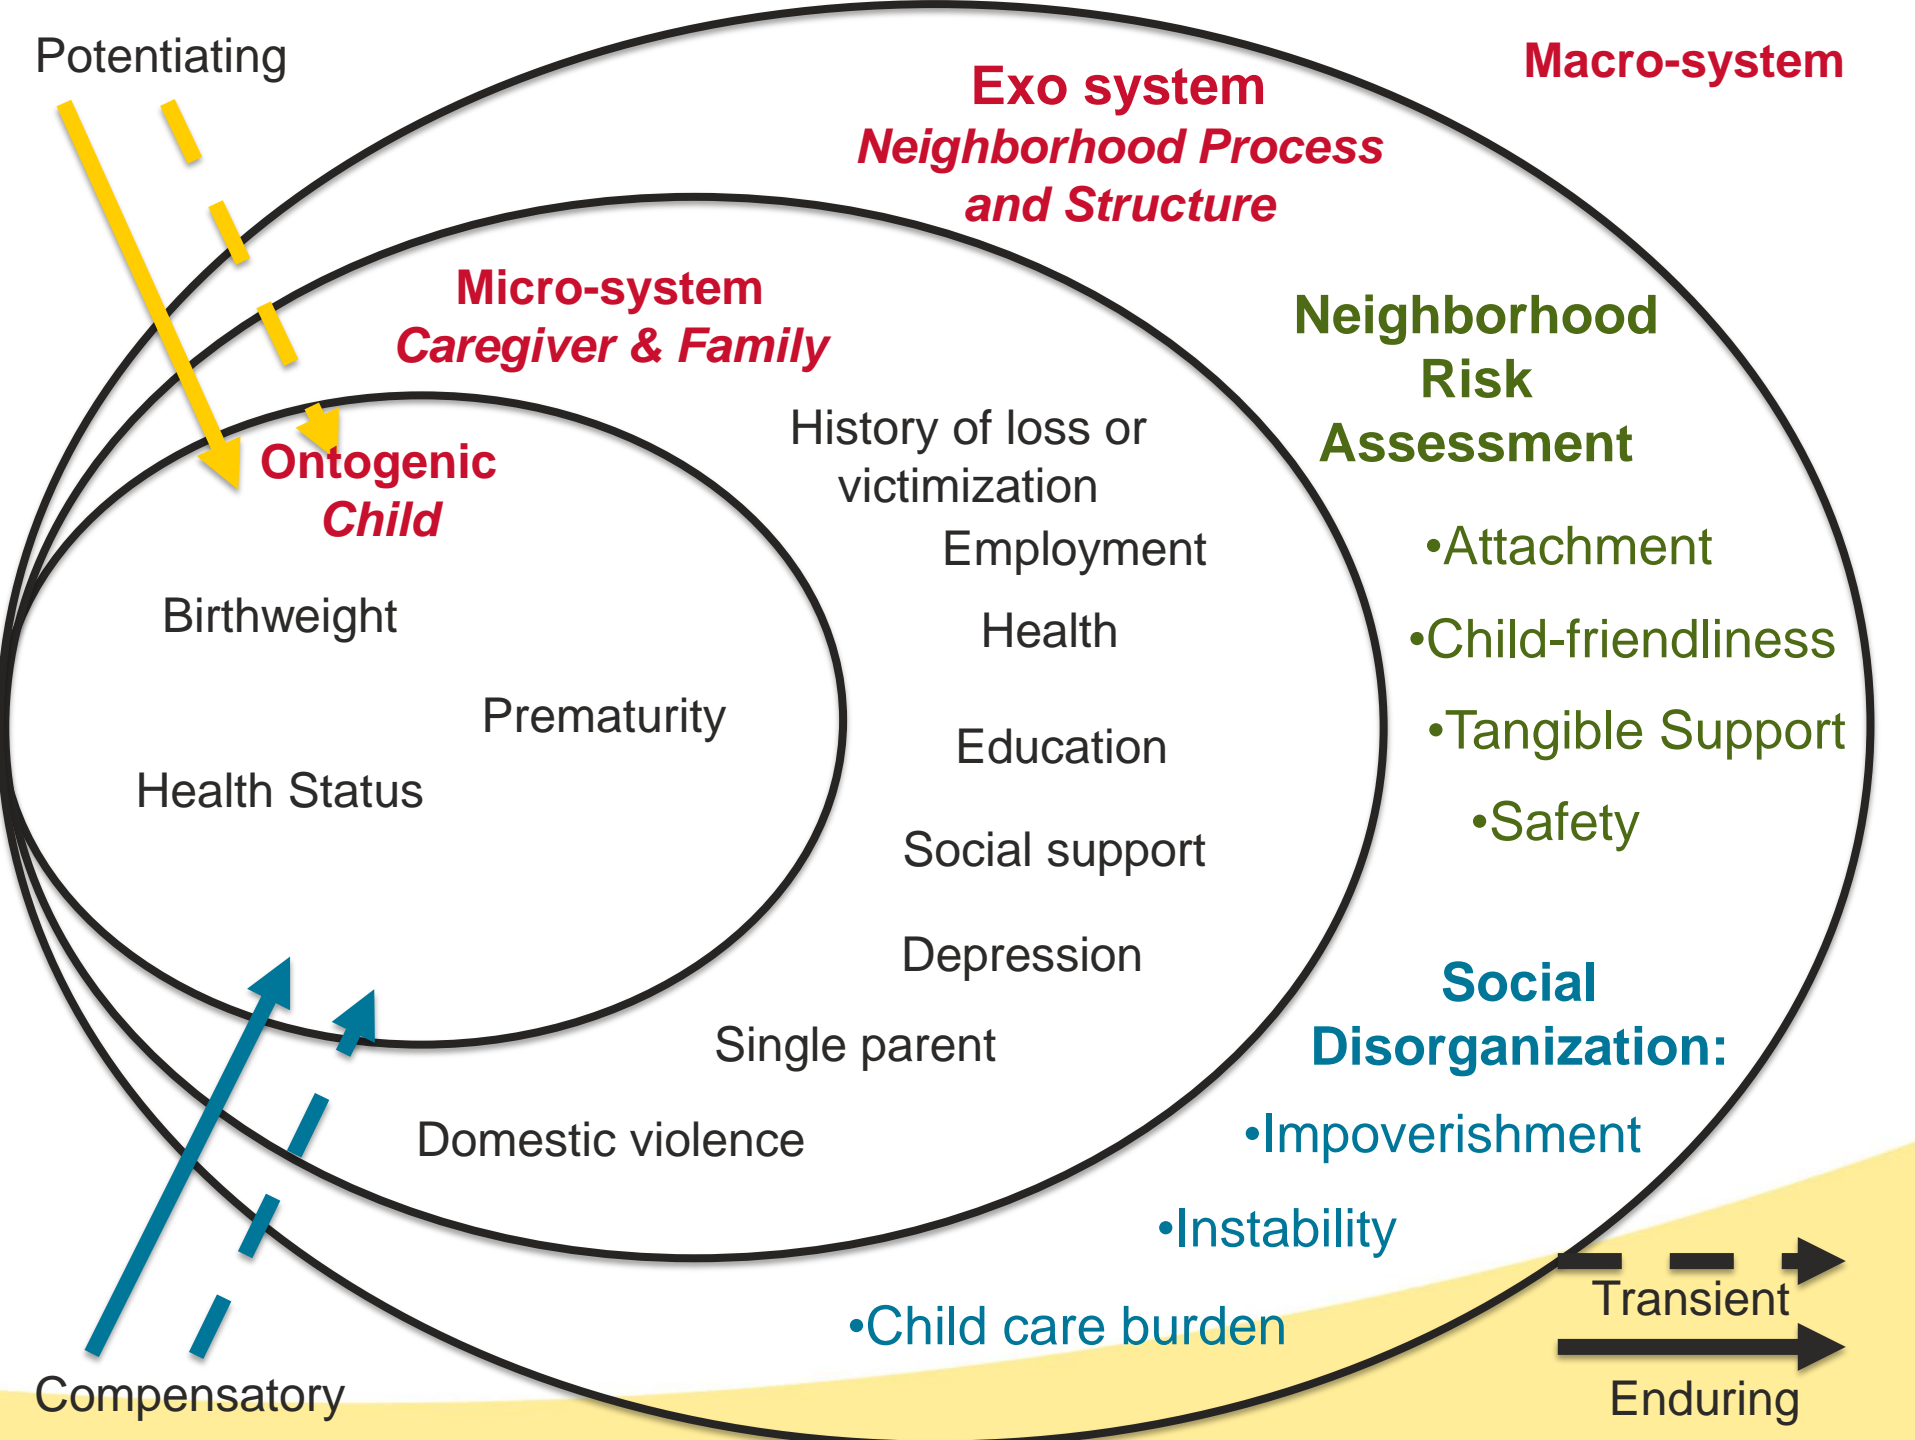 Potentiating
Macro-system
Exo system
Neighborhood Process
and Structure
Micro-system
Caregiver & Family
Neighborhood
Risk
Assessment
Ontogenic
Child
History of loss or
victimization
Employment
•Attachment
Birthweight
Health
•Child-friendliness
Prematurity
Education
•Tangible Support
Health Status
Social support
•Safety
Depression
Social
Disorganization:
Single parent
Domestic violence
•Impoverishment
•Instability
•Child care burden
Transient
Compensatory
Enduring